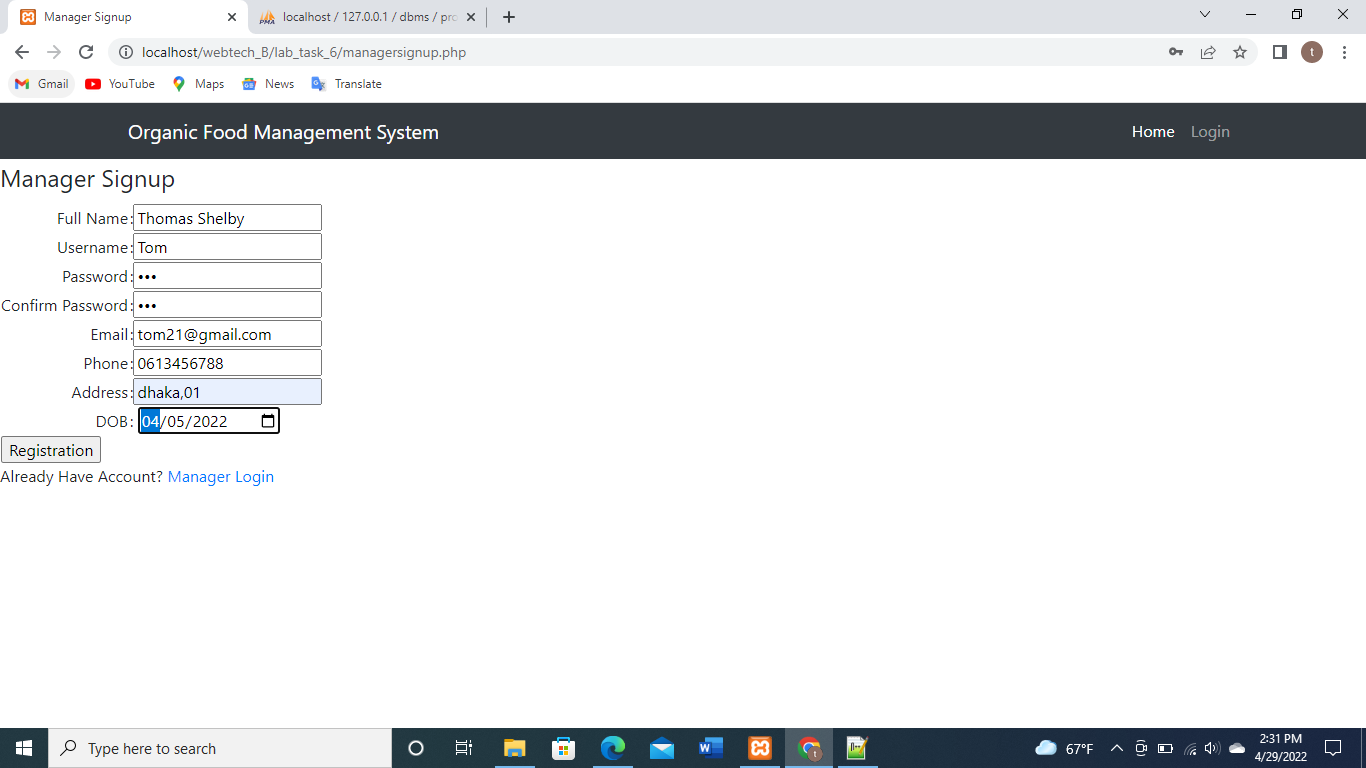 Manager Signup
localhost / 127.0.0.1 / dbms / pro
localhost/webtech_B/lab_task_6/managersignup.php
t
Gmail
YouTube
Maps
News
Translate
Organic Food Management System
Home
Login
Manager Signup
Full Name: Thomas Shelby
Username: Tom
Password: •••
Confirm Password: •••
Email: tom21@gmail.com
Phone: 0613456788
Address: dhaka,01
DOB: 04/05/2022
Registration
Already Have Account? Manager Login
Type here to search
67°F
2:31 PM
4/29/2022